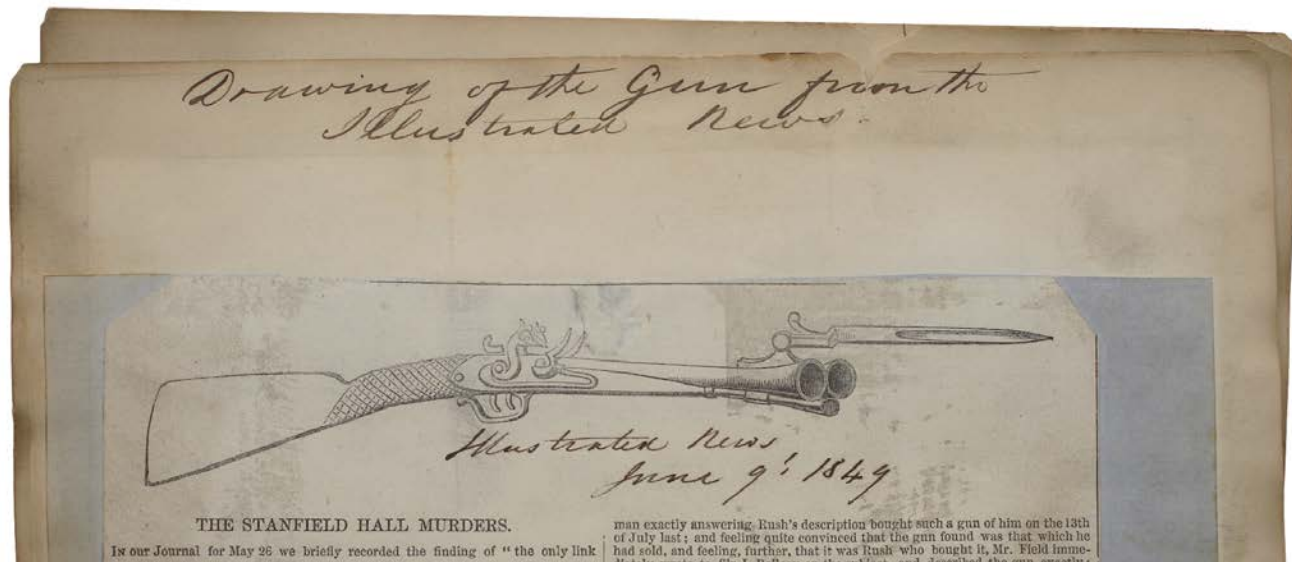 Drawing of the Gun from the
Illustrated News.
Illustrated News
June 9! 1849
THE STANFIELD HALL MURDERS.
IN our Journal for May 26 we briefly recorded the finding of "the only link
man exactly answering Rush's description bought such a gun of him on the 13th
of July last; and feeling quite convinced that the gun found was that which he
had sold, and feeling, further, that it was Rush who bought it, Mr. Field imme-